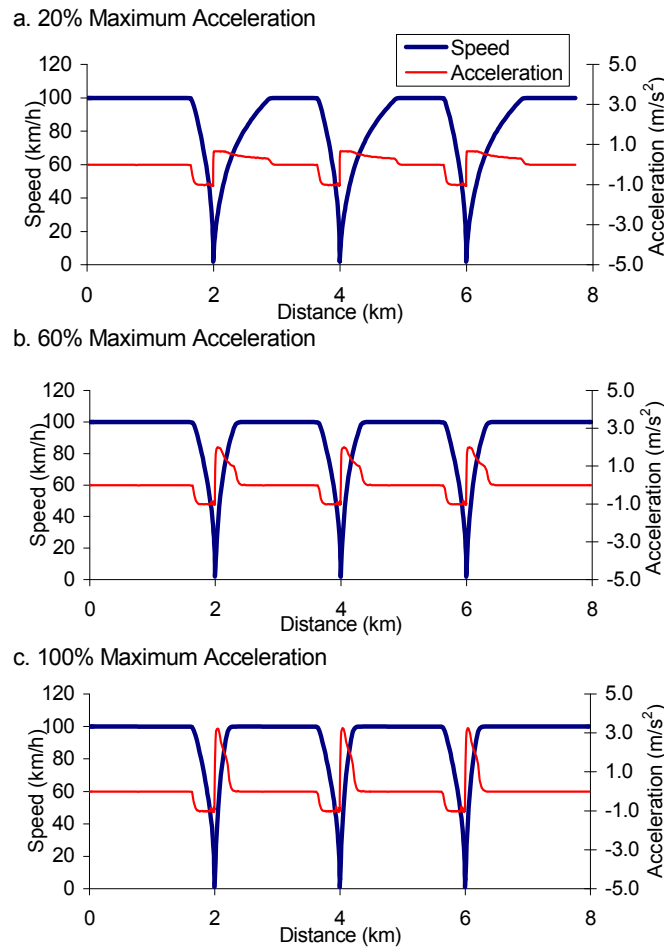 a. 20% Maximum Acceleration
Speed
Acceleration
120
100
80
60
40
20
0
Speed (km/h)
5.0
3.0
1.0
-1.0
-3.0
-5.0
Acceleration (m/s²)
0 2 4 6 8
Distance (km)
b. 60% Maximum Acceleration
120
100
80
60
40
20
0
Speed (km/h)
5.0
3.0
1.0
-1.0
-3.0
-5.0
Acceleration (m/s²)
0 2 4 6 8
Distance (km)
c. 100% Maximum Acceleration
120
100
80
60
40
20
0
Speed (km/h)
5.0
3.0
1.0
-1.0
-3.0
-5.0
Acceleration (m/s²)
0 2 4 6 8
Distance (km)